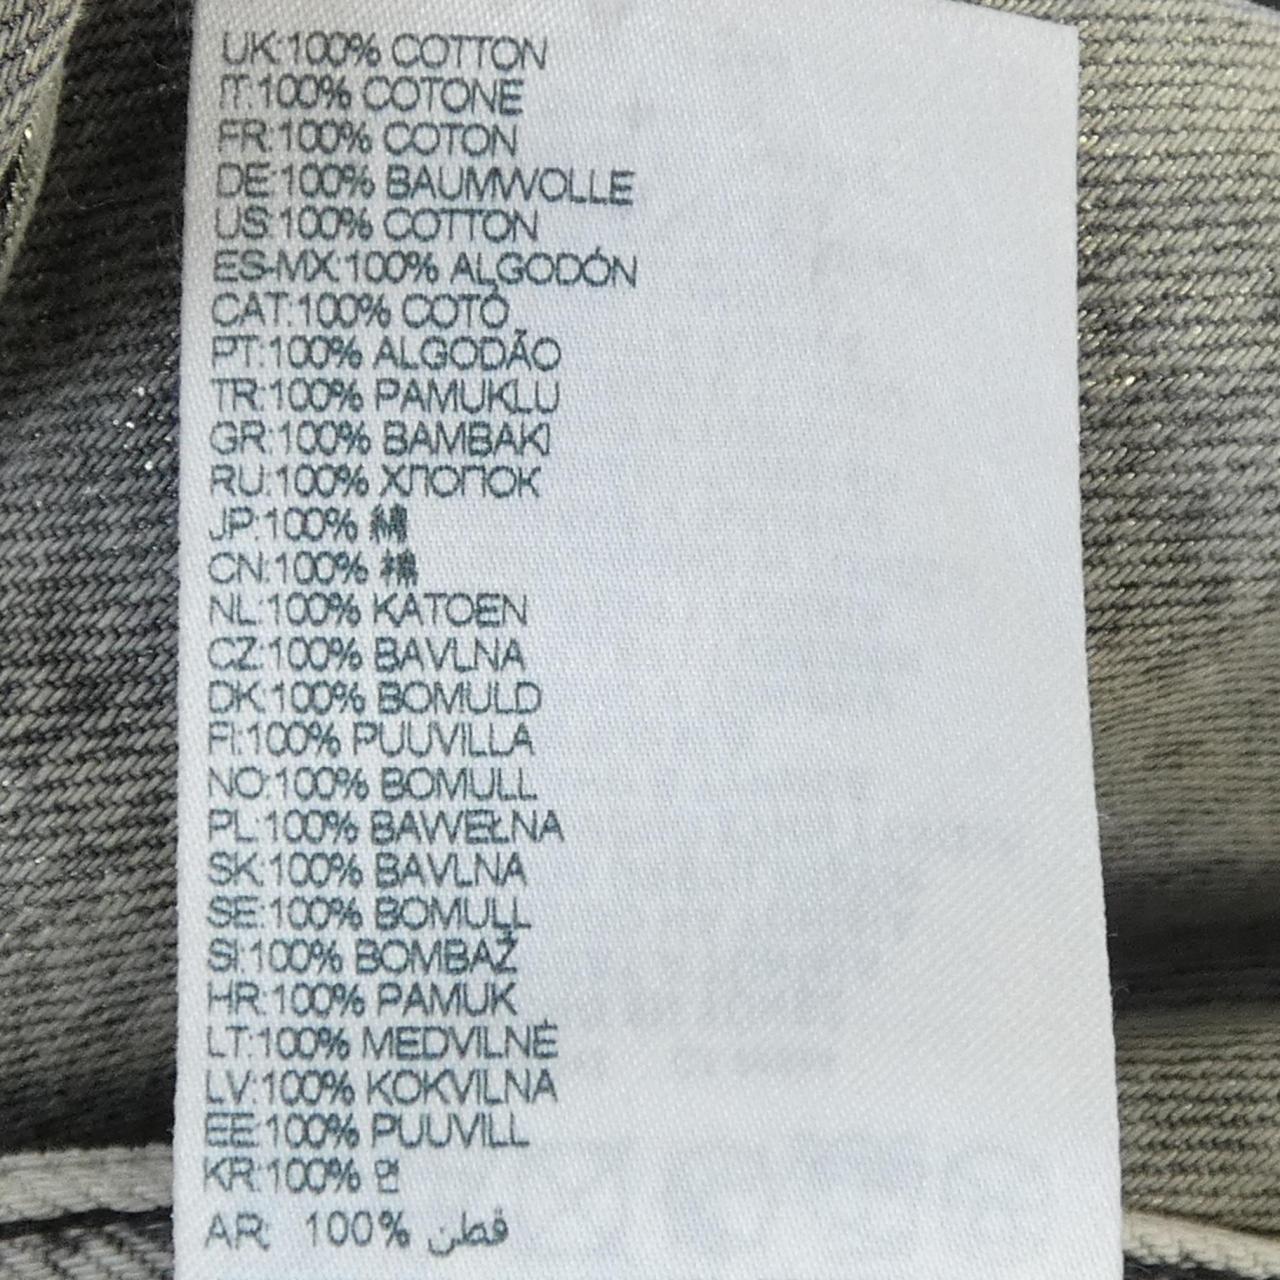 UK:100% COTTON
IT:100% COTONE
FR:100% COTON
DE:100% BAUMWOLLE
US:100% COTTON
ES-MX:100% ALGODÓN
CAT:100% COTÓ
PT:100% ALGODÃO
TR:100% PAMUKLU
GR:100% BAMBAKI
RU:100% ХПОПОК
JP:100% 綿
CN:100% 棉
NL:100% KATOEN
CZ:100% BAVLNA
DK:100% BOMULD
FI:100% PUUVILLA
NO:100% BOMULL
PL:100% BAWEŁNA
SK:100% BAVLNA
SE:100% BOMULL
SI:100% BOMBAŽ
HR:100% PAMUK
LT:100% MEDVILNĖ
LV:100% KOKVILNA
EE:100% PUUVILL
KR:100% 면
AR: 100% قطن